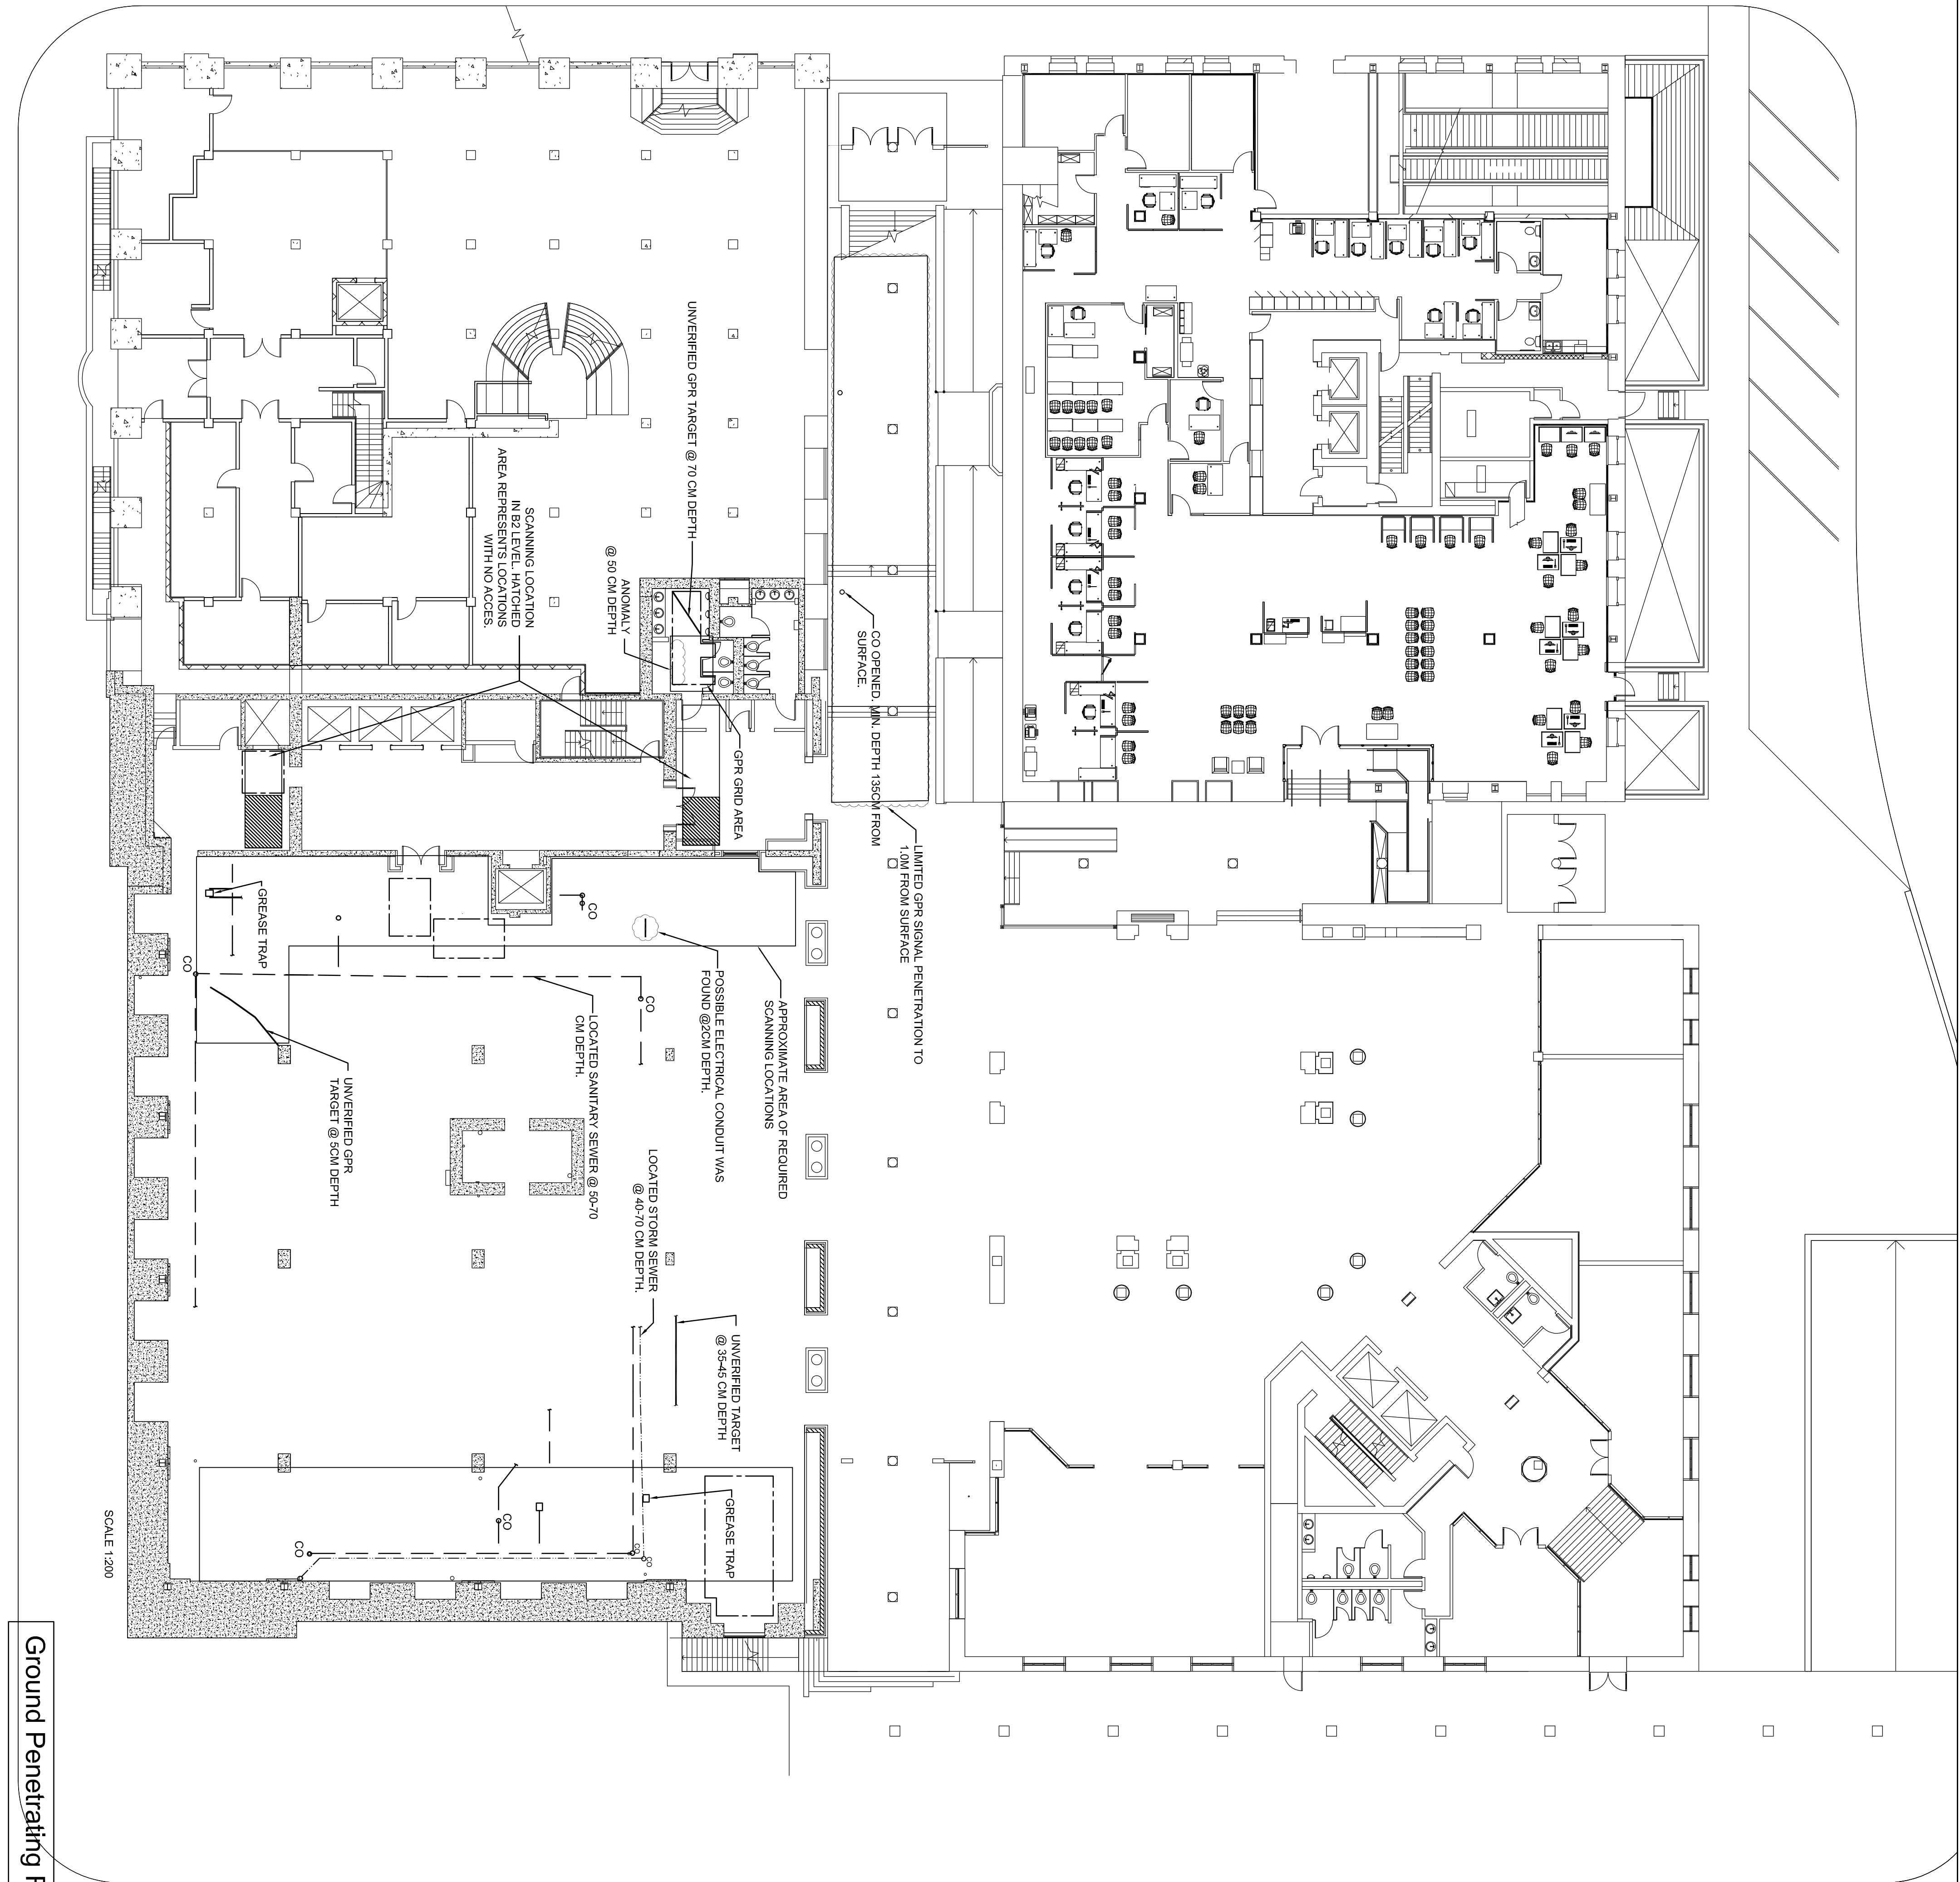 UNVERIFIED GPR TARGET @ 70 CM DEPTH
SCANNING LOCATION
IN B2 LEVEL. HATCHED
AREA REPRESENTS LOCATIONS
WITH NO ACCES.
ANOMALY
@ 50 CM DEPTH
CO OPENED. MIN. DEPTH 135CM FROM
SURFACE.
GPR GRID AREA
LIMITED GPR SIGNAL PENETRATION TO
1.0M FROM SURFACE
GREASE TRAP
CO
CO
CO
APPROXIMATE AREA OF REQUIRED
SCANNING LOCATIONS
POSSIBLE ELECTRICAL CONDUIT WAS
FOUND @2CM DEPTH.
LOCATED SANITARY SEWER @ 50-70
CM DEPTH.
UNVERIFIED GPR
TARGET @ 5CM DEPTH
LOCATED STORM SEWER
@ 40-70 CM DEPTH.
UNVERIFIED TARGET
@ 35-45 CM DEPTH
GREASE TRAP
CO
CO
CO
CO
SCALE 1:200
Ground Penetrating